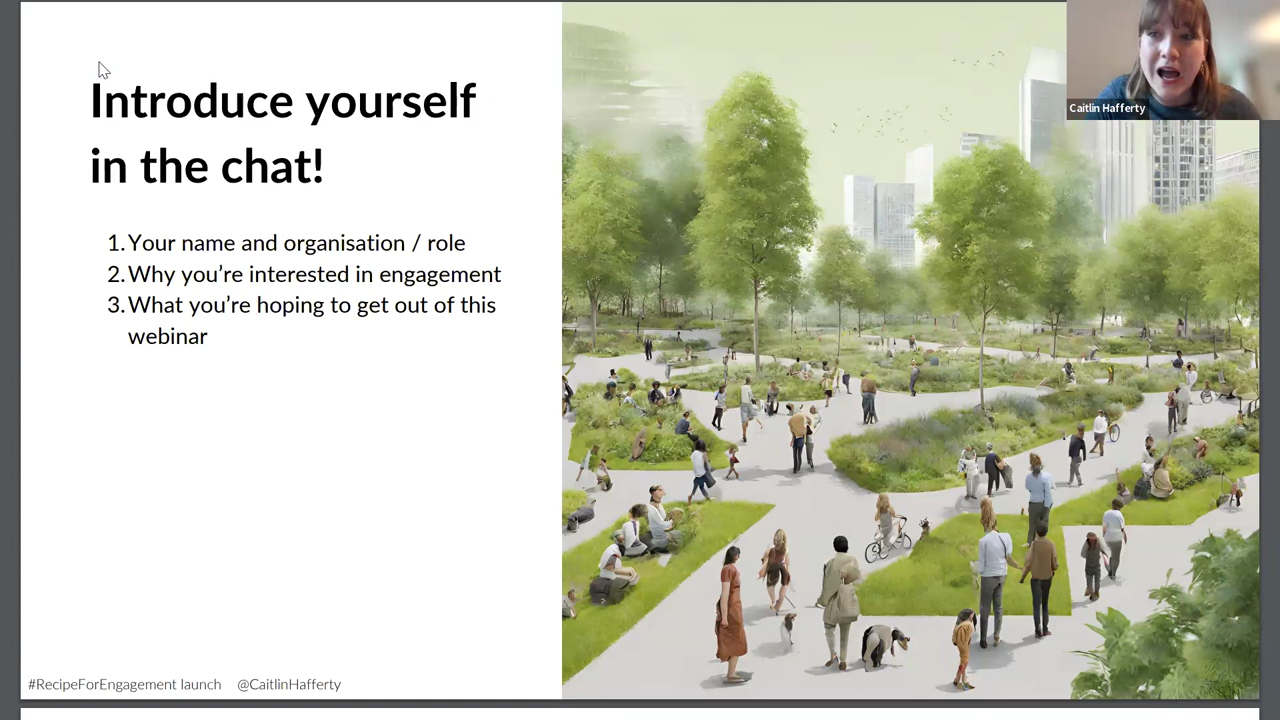 Introduce yourself
in the chat!
1. Your name and organisation / role
2. Why you’re interested in engagement
3. What you’re hoping to get out of this
webinar
#RecipeForEngagement launch @CaitlinHafferty
Caitlin Hafferty